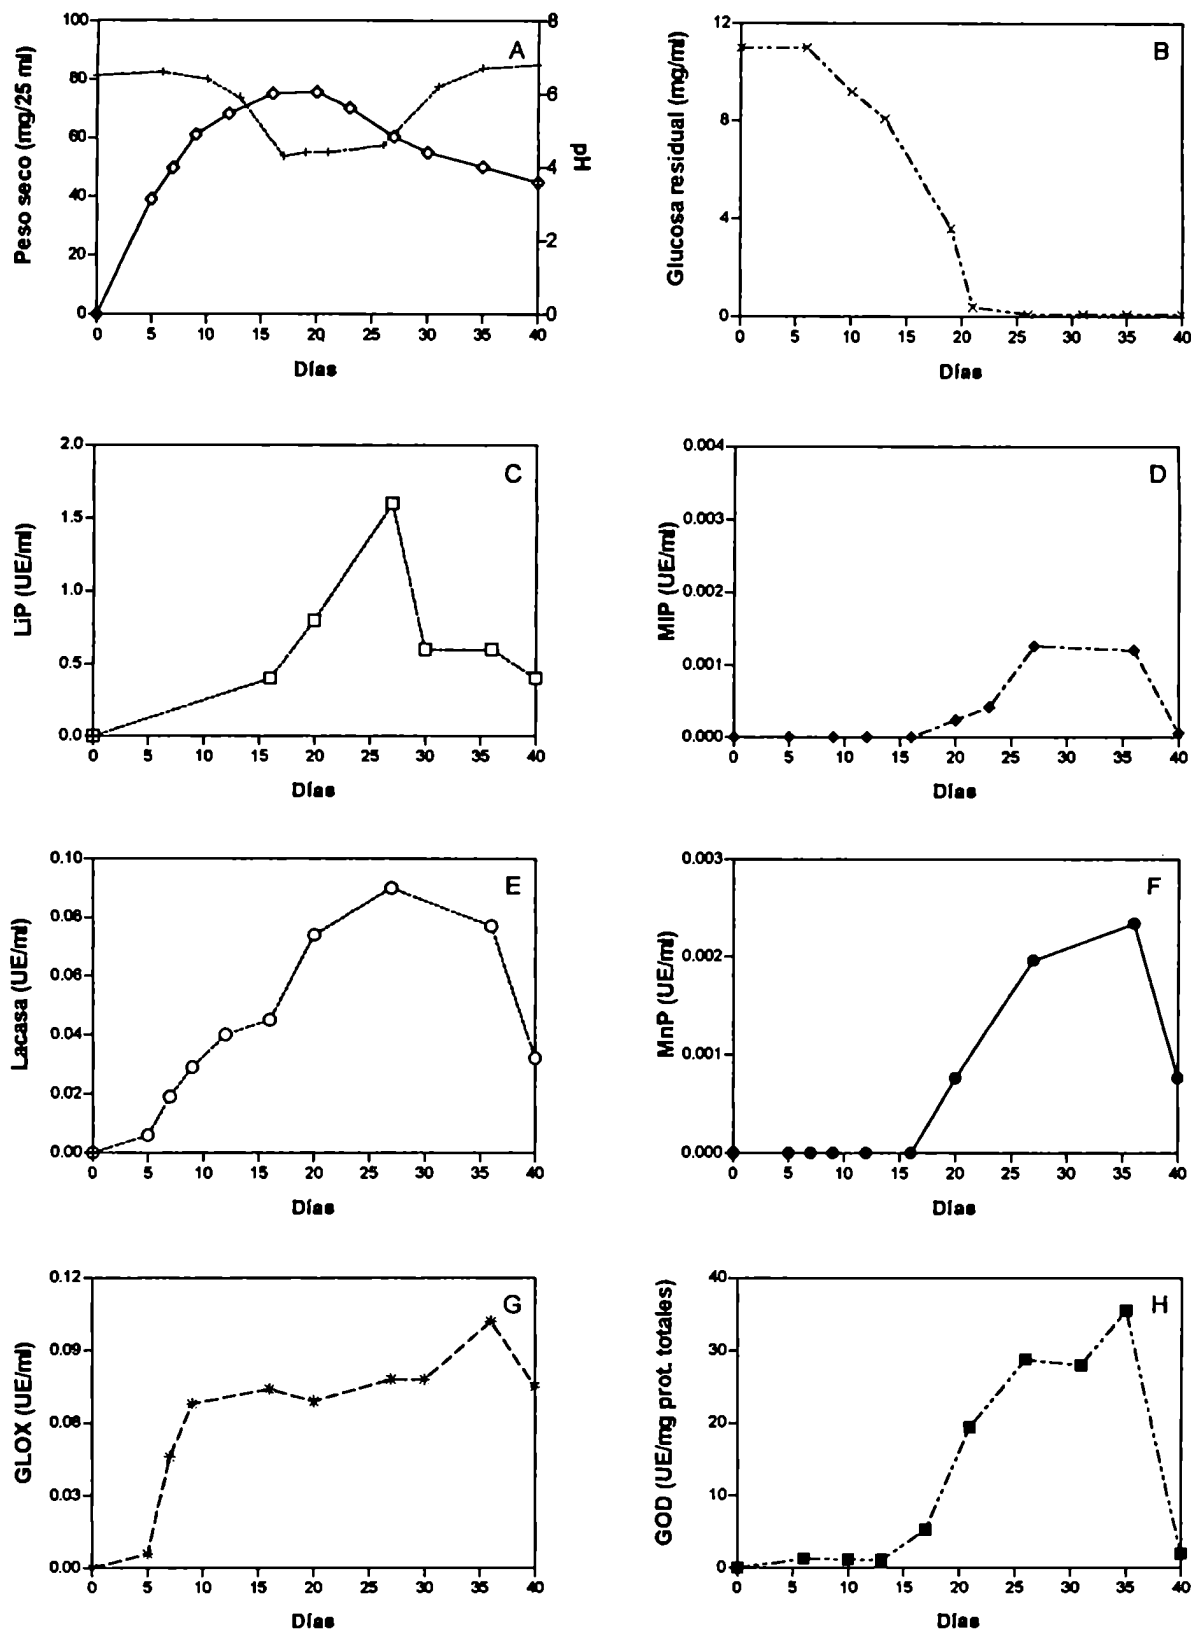 A
Peso seco (mg/25 ml)
100
80
60
40
20
0
8
6
4
2
0
pH
0 5 10 15 20 25 30 35 40
Días
B
Glucosa residual (mg/ml)
12
8
4
0
0 5 10 15 20 25 30 35 40
Días
C
LiP (UE/ml)
2.0
1.5
1.0
0.5
0.0
0 5 10 15 20 25 30 35 40
Días
D
MIP (UE/ml)
0.004
0.003
0.002
0.001
0.000
0 5 10 15 20 25 30 35 40
Días
E
Lacasa (UE/ml)
0.10
0.08
0.06
0.04
0.02
0.00
0 5 10 15 20 25 30 35 40
Días
F
MnP (UE/ml)
0.003
0.002
0.001
0.000
0 5 10 15 20 25 30 35 40
Días
G
GLOX (UE/ml)
0.12
0.09
0.06
0.03
0.00
0 5 10 15 20 25 30 35 40
Días
H
GOD (UE/mg prot. totales)
40
30
20
10
0
0 5 10 15 20 25 30 35 40
Días